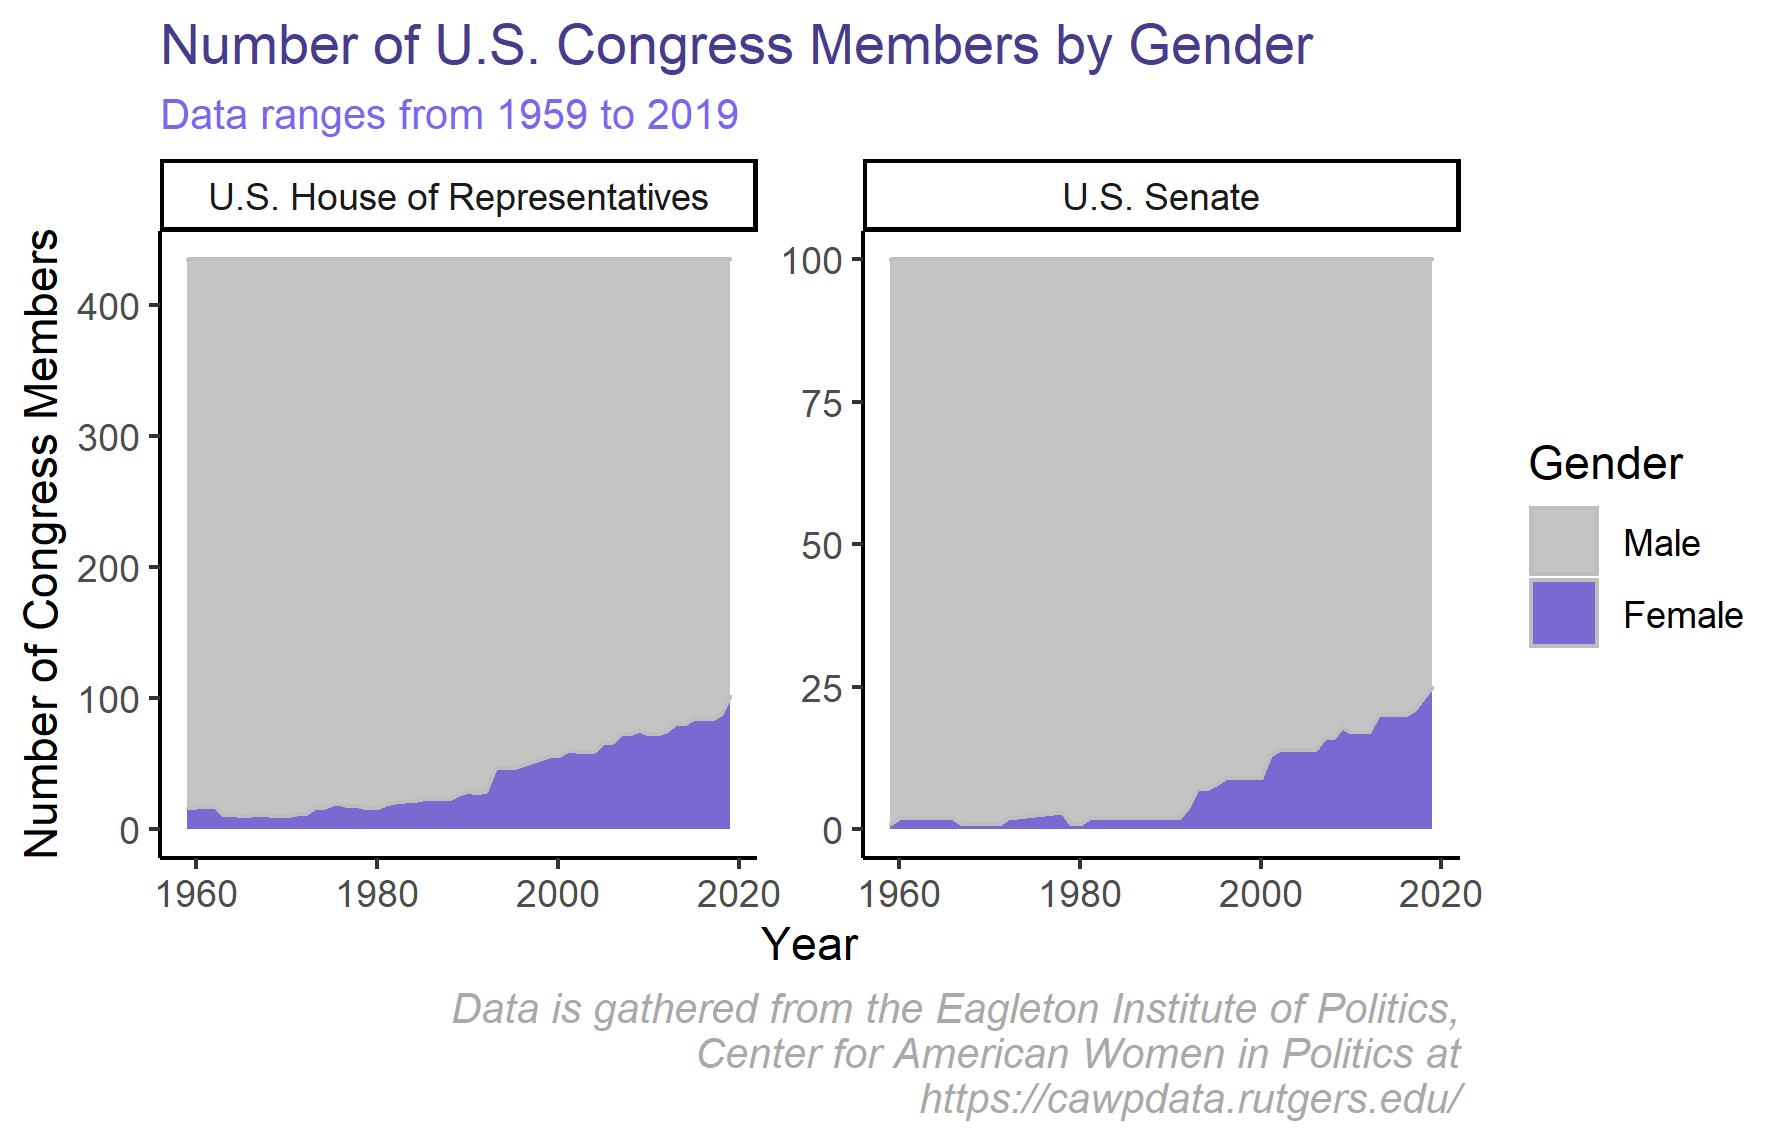 Number of U.S. Congress Members by Gender
Data ranges from 1959 to 2019
U.S. House of Representatives
U.S. Senate
Number of Congress Members
400
300
200
100
0
1960 1980 2000 2020
100
75
50
25
0
1960 1980 2000 2020
Year
Gender
Male
Female
Data is gathered from the Eagleton Institute of Politics,
Center for American Women in Politics at
https://cawpdata.rutgers.edu/